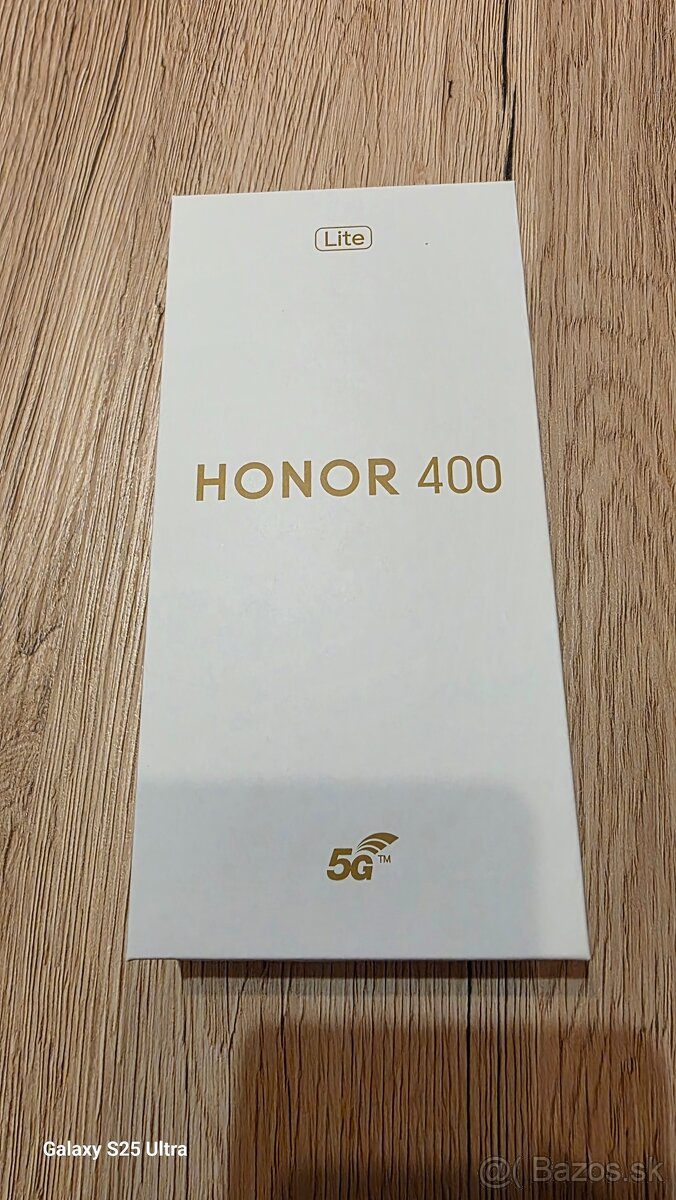 Lite
HONOR 400
5G™
Galaxy S25 Ultra
@( Bazos.sk